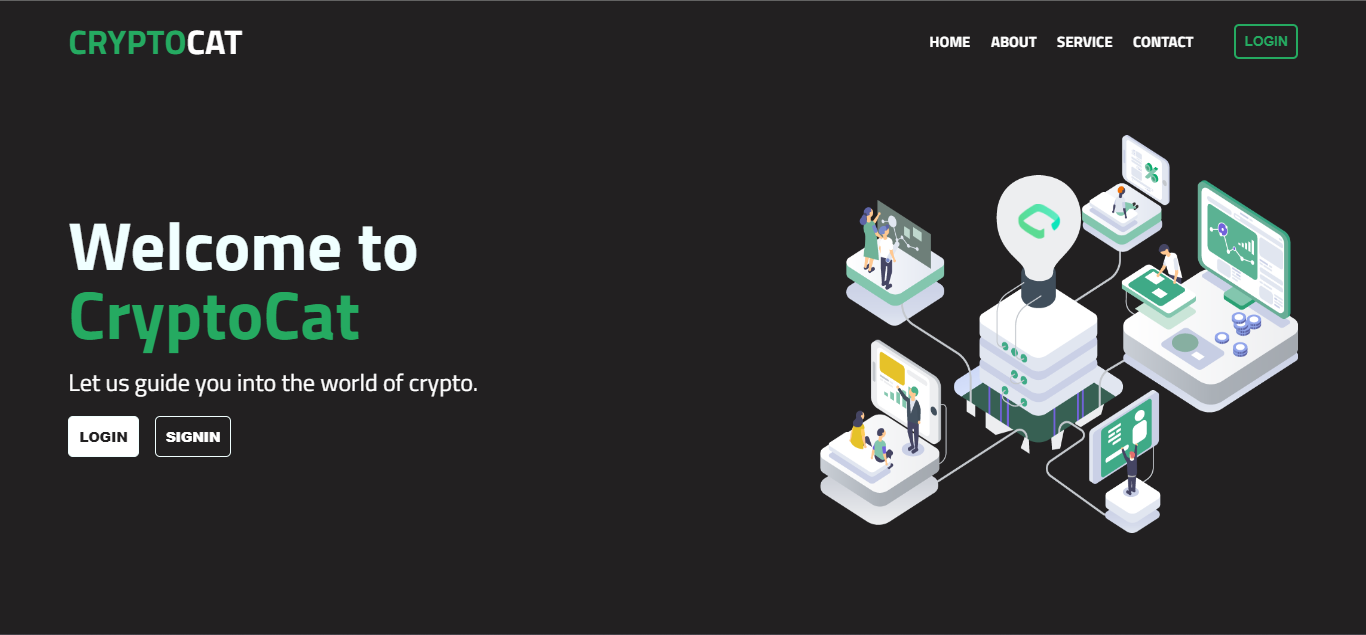 CRYPTOCAT
HOME ABOUT SERVICE CONTACT LOGIN
Welcome to
CryptoCat
Let us guide you into the world of crypto.
LOGIN SIGNIN